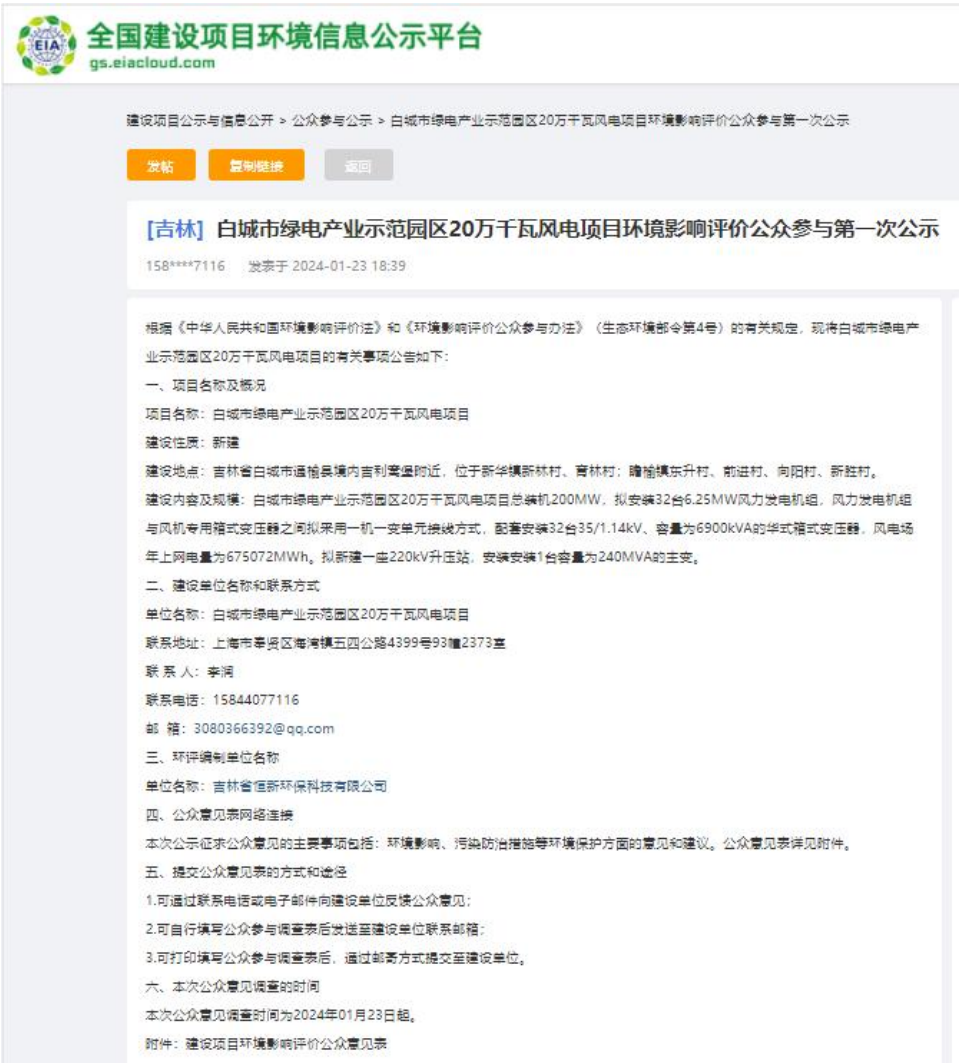 EIA
全国建设项目环境信息公示平台
gs.eiacloud.com
建设项目公示与信息公开 > 公众参与公示 > 白城市绿电产业示范园区20万千瓦风电项目环境影响评价公众参与第一次公示
发帖 复制链接 返回
[吉林] 白城市绿电产业示范园区20万千瓦风电项目环境影响评价公众参与第一次公示
158****7116 发表于 2024-01-23 18:39
根据《中华人民共和国环境影响评价法》和《环境影响评价公众参与办法》（生态环境部令第4号）的有关规定，现将白城市绿电产
业示范园区20万千瓦风电项目的有关事项公告如下：
一、项目名称及概况
项目名称：白城市绿电产业示范园区20万千瓦风电项目
建设性质：新建
建设地点：吉林省白城市通榆县境内吉利窝堡附近，位于新华镇新林村、育林村；瞻榆镇东升村、前进村、向阳村、新胜村。
建设内容及规模：白城市绿电产业示范园区20万千瓦风电项目总装机200MW，拟安装32台6.25MW风力发电机组，风力发电机组
与风机专用箱式变压器之间拟采用一机一变单元接线方式，配套安装32台35/1.14kV、容量为6900kVA的华式箱式变压器，风电场
年上网电量为675072MWh。拟新建一座220kV升压站，安装安装1台容量为240MVA的主变。
二、建设单位名称和联系方式
单位名称：白城市绿电产业示范园区20万千瓦风电项目
联系地址：上海市奉贤区海湾镇五四公路4399号93幢2373室
联 系 人：李润
联系电话：15844077116
邮 箱：3080366392@qq.com
三、环评编制单位名称
单位名称：吉林省恒新环保科技有限公司
四、公众意见表网络连接
本次公示征求公众意见的主要事项包括：环境影响、污染防治措施等环境保护方面的意见和建议。公众意见表详见附件。
五、提交公众意见表的方式和途径
1.可通过联系电话或电子邮件向建设单位反馈公众意见；
2.可自行填写公众参与调查表后发送至建设单位联系邮箱；
3.可打印填写公众参与调查表后，通过邮寄方式提交至建设单位。
六、本次公众意见调查的时间
本次公众意见调查时间为2024年01月23日起。
附件：建设项目环境影响评价公众意见表